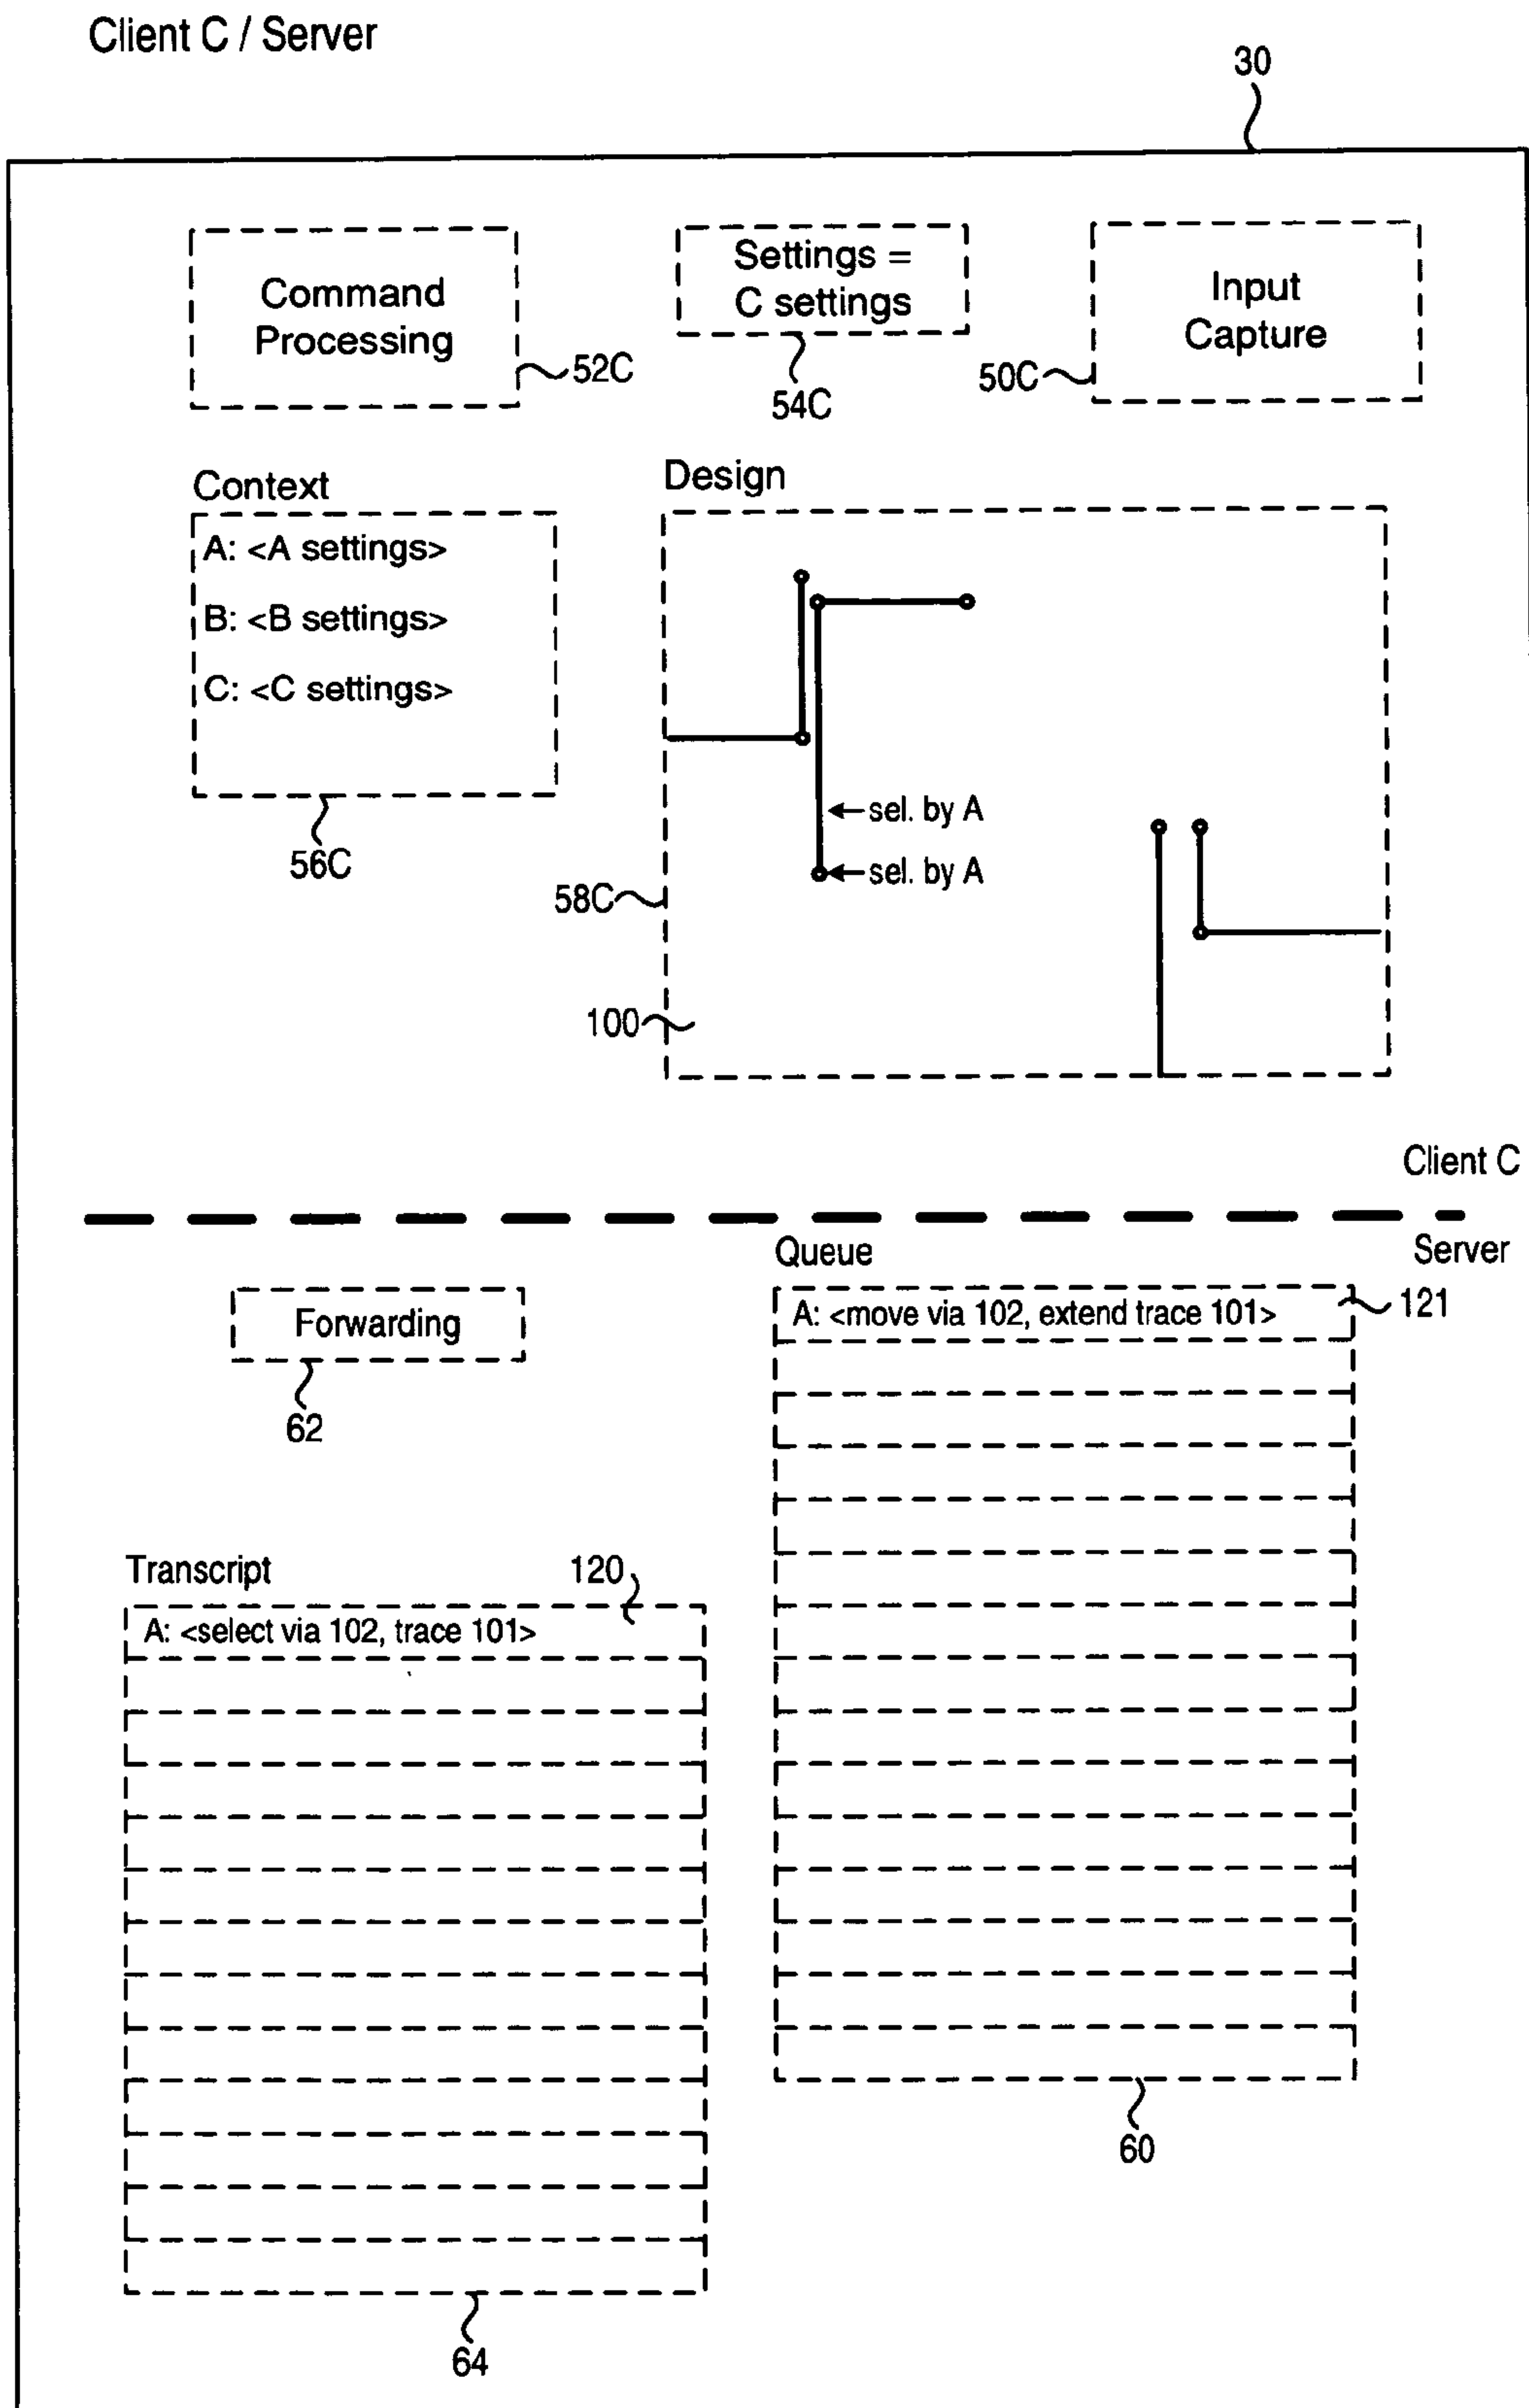 Client C / Server
30
Command
Processing
52C
Settings =
C settings
54C
Input
Capture
50C
Context
A: <A settings>
B: <B settings>
C: <C settings>
56C
Design
sel. by A
sel. by A
58C
100
Client C
Server
Forwarding
62
Queue
A: <move via 102, extend trace 101>
121
60
Transcript
120
A: <select via 102, trace 101>
64